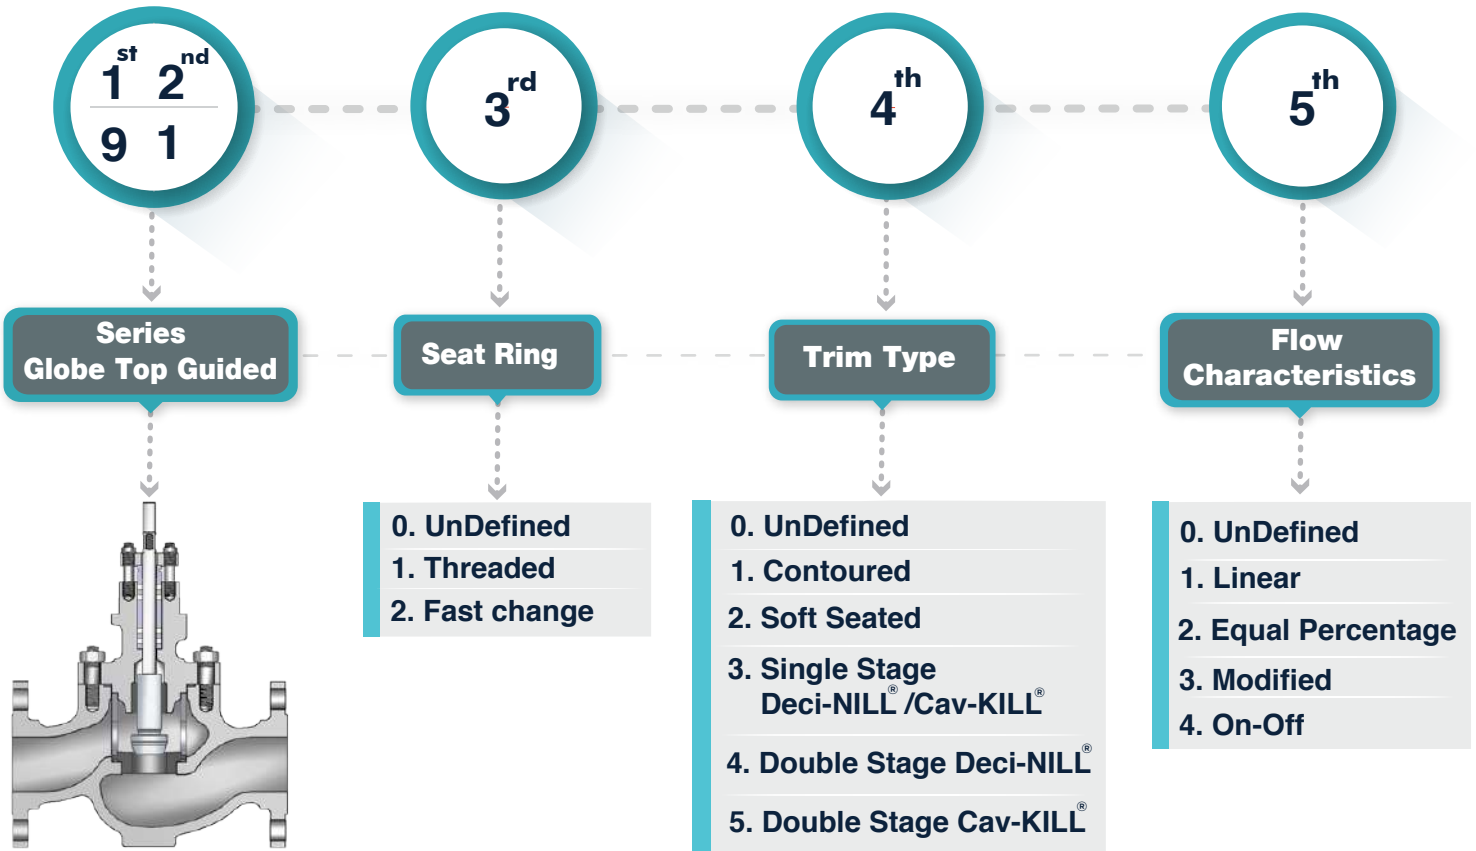 1st 2nd
9 1
3rd
4th
5th
Series
Globe Top Guided
Seat Ring
Trim Type
Flow
Characteristics
0. UnDefined
1. Threaded
2. Fast change
0. UnDefined
1. Contoured
2. Soft Seated
3. Single Stage
Deci-NILL® /Cav-KILL®
4. Double Stage Deci-NILL®
5. Double Stage Cav-KILL®
0. UnDefined
1. Linear
2. Equal Percentage
3. Modified
4. On-Off